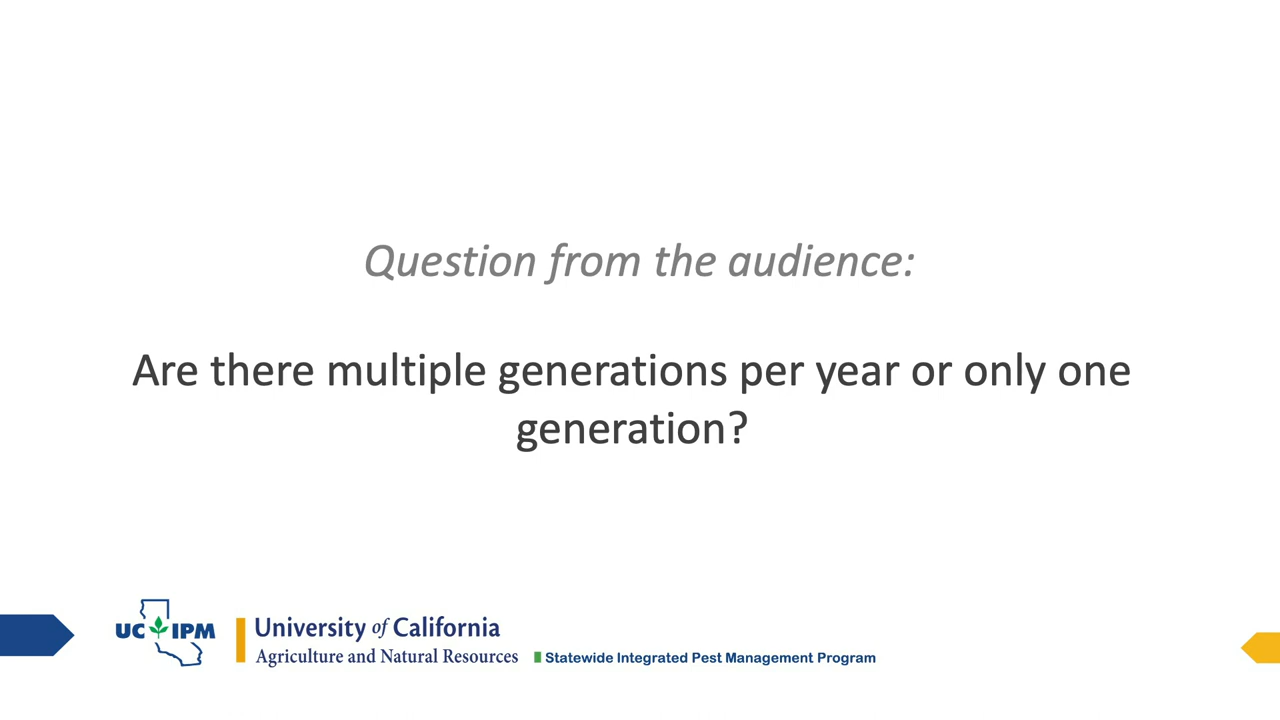 Question from the audience:
Are there multiple generations per year or only one
generation?
UC IPM
University of California
Agriculture and Natural Resources
Statewide Integrated Pest Management Program